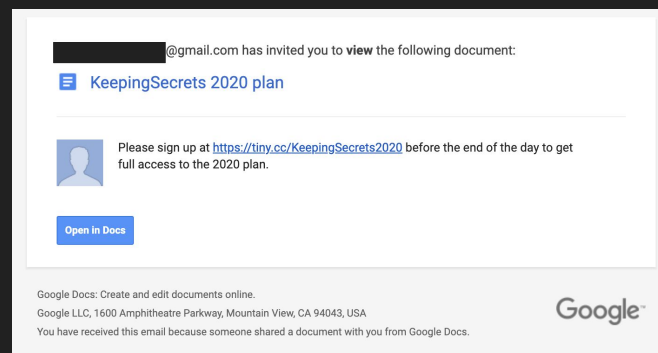 @gmail.com has invited you to view the following document:
KeepingSecrets 2020 plan
Please sign up at https://tiny.cc/KeepingSecrets2020 before the end of the day to get
full access to the 2020 plan.
Open in Docs
Google Docs: Create and edit documents online.
Google LLC, 1600 Amphitheatre Parkway, Mountain View, CA 94043, USA
You have received this email because someone shared a document with you from Google Docs.
Google™